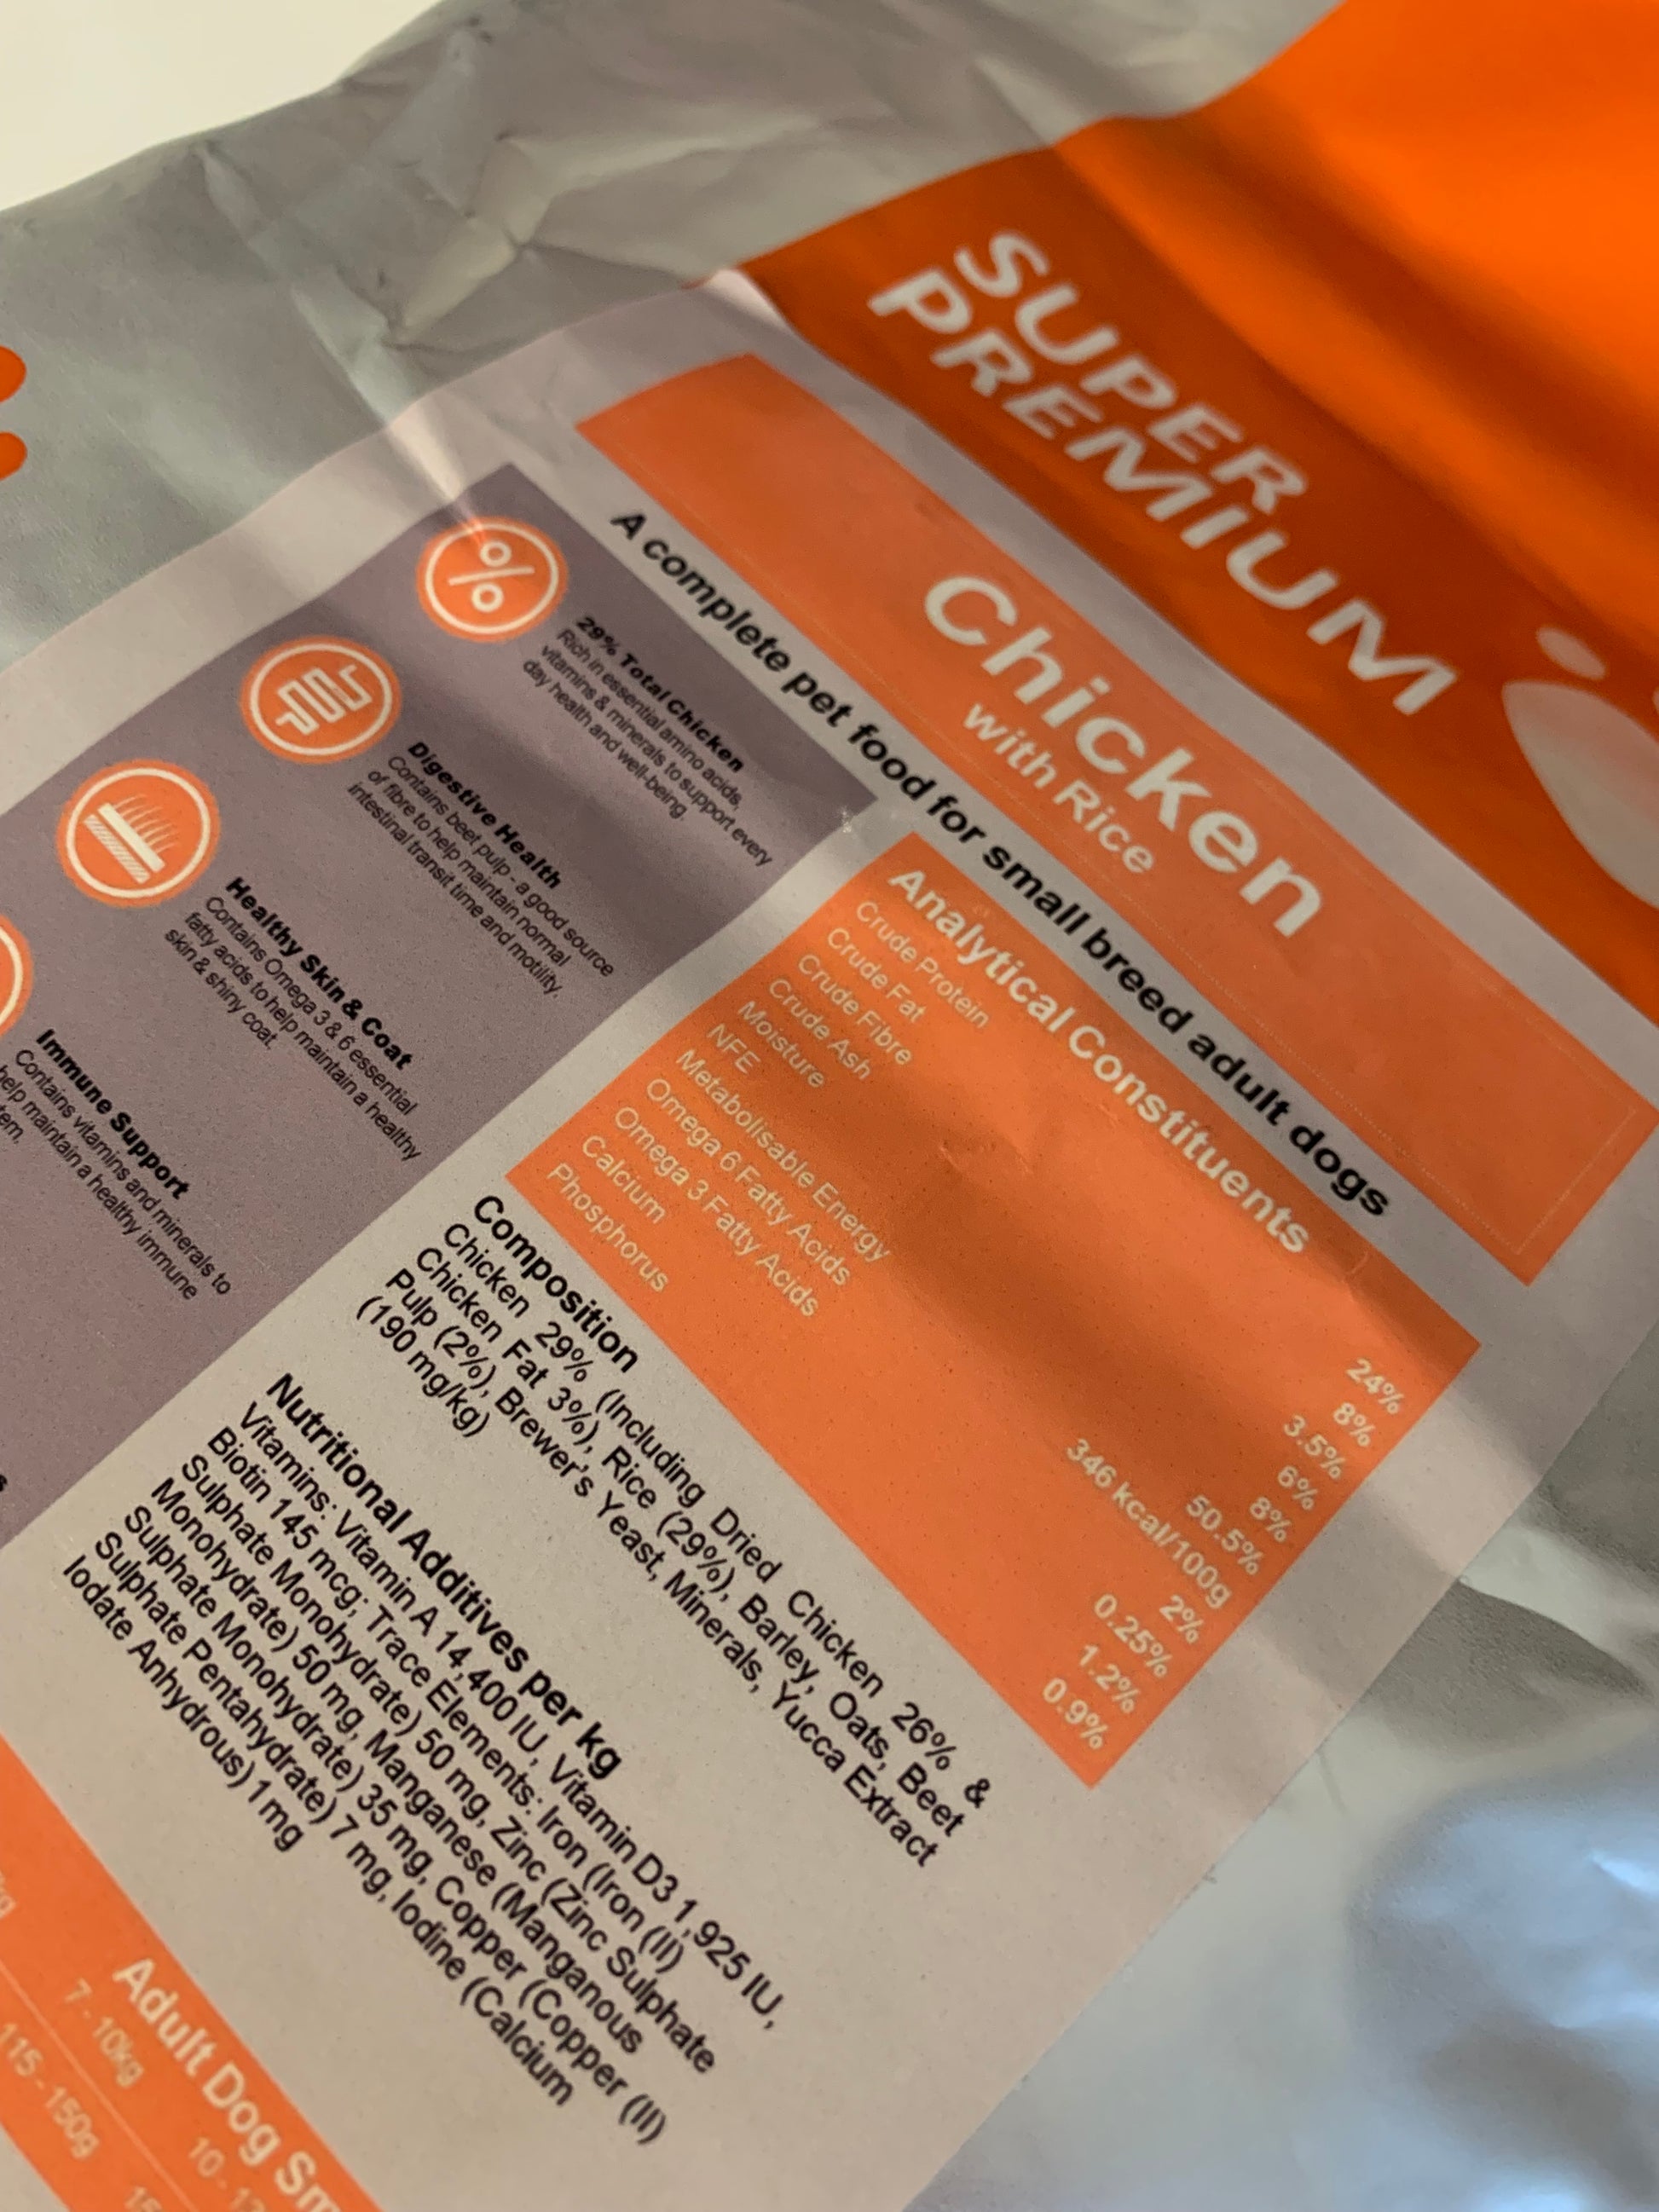 SUPER
PREMIUM
Chicken
with Rice
A complete pet food for small breed adult dogs
29% Total Chicken
Rich in essential amino acids,
vitamins & minerals to support every
day health and well-being.
Digestive Health
Contains beet pulp - a good source
of fibre to help maintain normal
intestinal transit time and motility.
Healthy Skin & Coat
Contains Omega 3 & 6 essential
fatty acids to help maintain a healthy
skin & shiny coat.
Immune Support
Contains vitamins and minerals to
help maintain a healthy immune
Analytical Constituents
Crude Protein 24%
Crude Fat 8%
Crude Fibre 3.5%
Crude Ash 6%
Moisture 8%
NFE 50.5%
Metabolisable Energy 346 kcal/100g
Omega 6 Fatty Acids 2%
Omega 3 Fatty Acids 0.25%
Calcium 1.2%
Phosphorus 0.9%
Composition
Chicken 29% (Including Dried Chicken 26% &
Chicken Fat 3%), Rice (29%), Barley, Oats, Beet
Pulp (2%), Brewer's Yeast, Minerals, Yucca Extract
(190 mg/kg)
Nutritional Additives per kg
Vitamins: Vitamin A 14,400 IU, Vitamin D3 1,925 IU,
Biotin 145 mcg; Trace Elements: Iron (Iron (II)
Sulphate Monohydrate) 50 mg, Zinc (Zinc Sulphate
Monohydrate) 50 mg, Manganese (Manganous
Sulphate Monohydrate) 35 mg, Copper (Copper (II)
Sulphate Pentahydrate) 7 mg, Iodine (Calcium
Iodate Anhydrous) 1 mg
Adult Dog Sm
7 - 10kg
115 - 150g